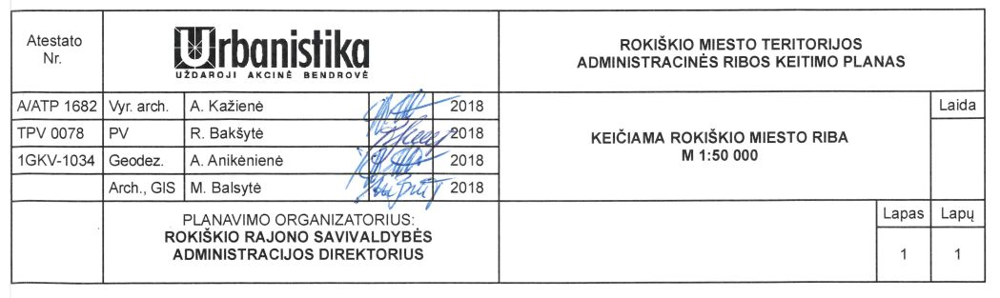 Atestato
Nr.
Urbanistika
UŽDAROJI AKCINĖ BENDROVĖ
ROKIŠKIO MIESTO TERITORIJOS
ADMINISTRACINĖS RIBOS KEITIMO PLANAS
A/ATP 1682 Vyr. arch. A. Kažienė 2018
TPV 0078 PV R. Bakšytė 2018
1GKV-1034 Geodez. A. Anikėnienė 2018
Arch., GIS M. Balsytė 2018
KEIČIAMA ROKIŠKIO MIESTO RIBA
M 1:50 000
Laida
PLANAVIMO ORGANIZATORIUS:
ROKIŠKIO RAJONO SAVIVALDYBĖS
ADMINISTRACIJOS DIREKTORIUS
Lapas Lapų
1 1